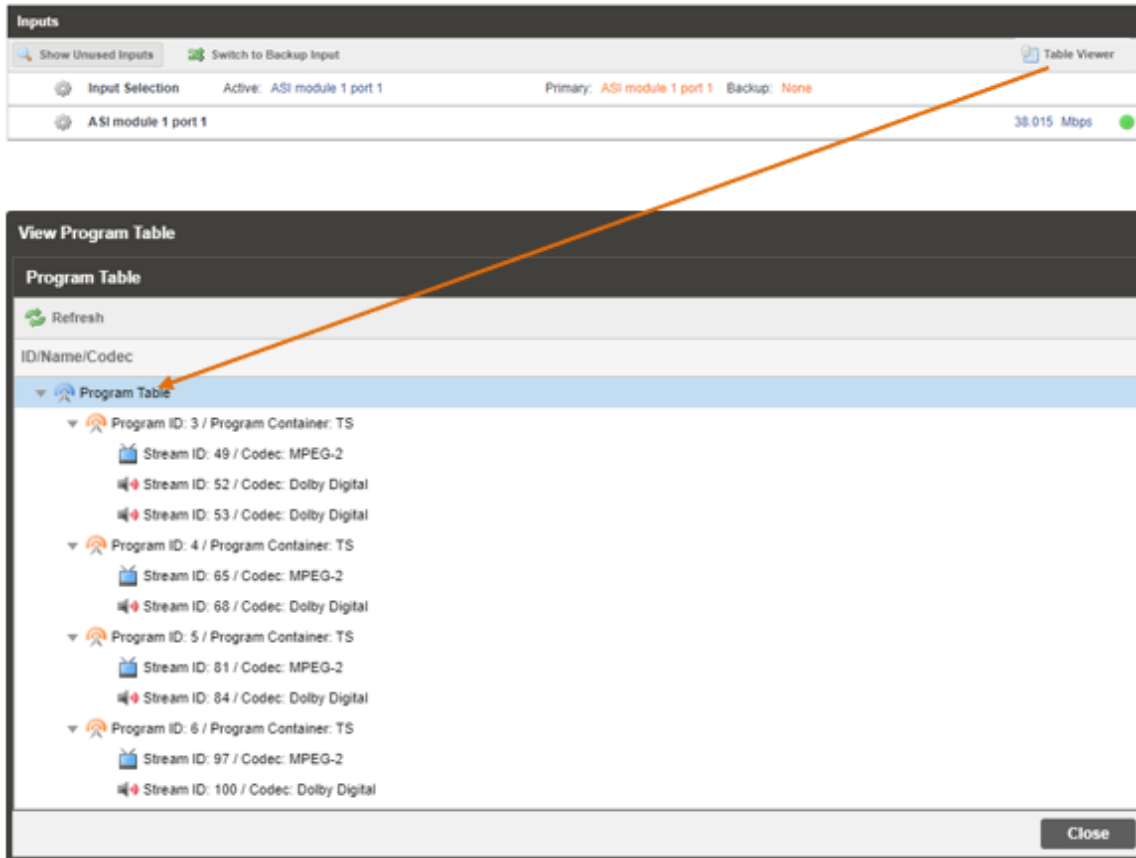 Inputs
Show Unused Inputs Switch to Backup Input Table Viewer
Input Selection Active: ASI module 1 port 1 Primary: ASI module 1 port 1 Backup: None
ASI module 1 port 1 38.015 Mbps
View Program Table
Program Table
Refresh
ID/Name/Codec
Program Table
Program ID: 3 / Program Container: TS
Stream ID: 49 / Codec: MPEG-2
Stream ID: 52 / Codec: Dolby Digital
Stream ID: 53 / Codec: Dolby Digital
Program ID: 4 / Program Container: TS
Stream ID: 65 / Codec: MPEG-2
Stream ID: 68 / Codec: Dolby Digital
Program ID: 5 / Program Container: TS
Stream ID: 81 / Codec: MPEG-2
Stream ID: 84 / Codec: Dolby Digital
Program ID: 6 / Program Container: TS
Stream ID: 97 / Codec: MPEG-2
Stream ID: 100 / Codec: Dolby Digital
Close